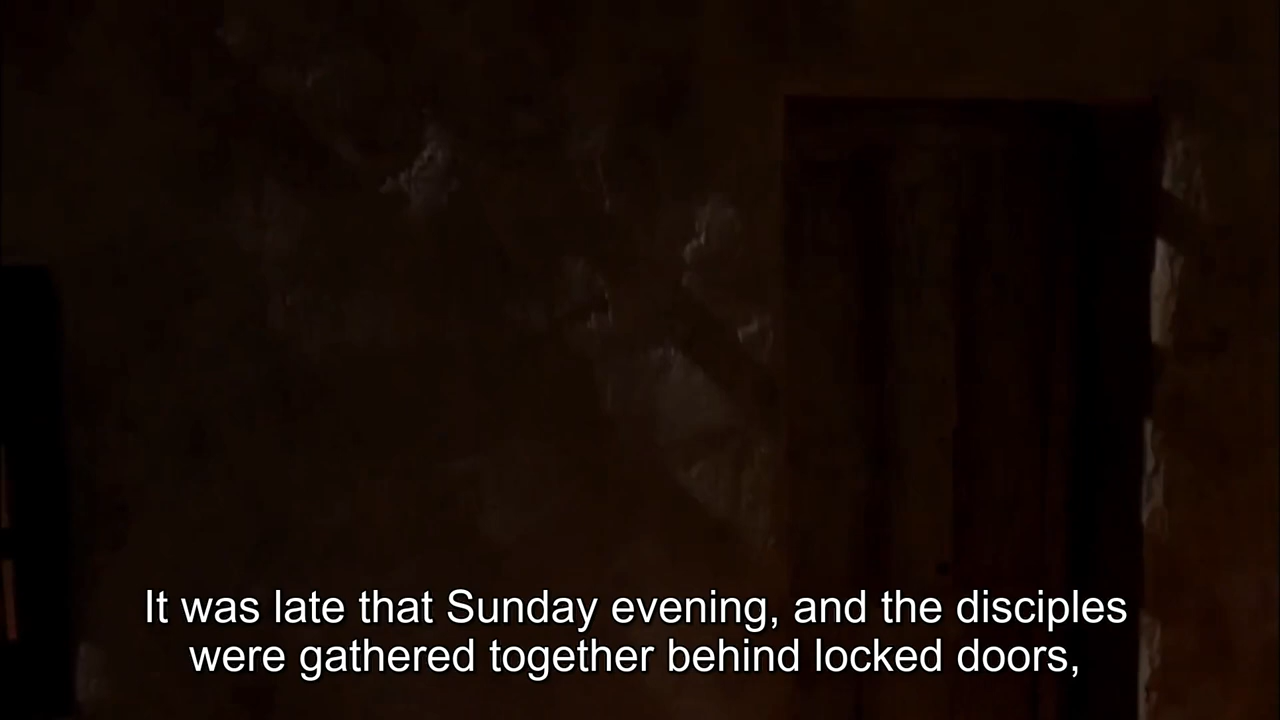 It was late that Sunday evening, and the disciples
were gathered together behind locked doors,